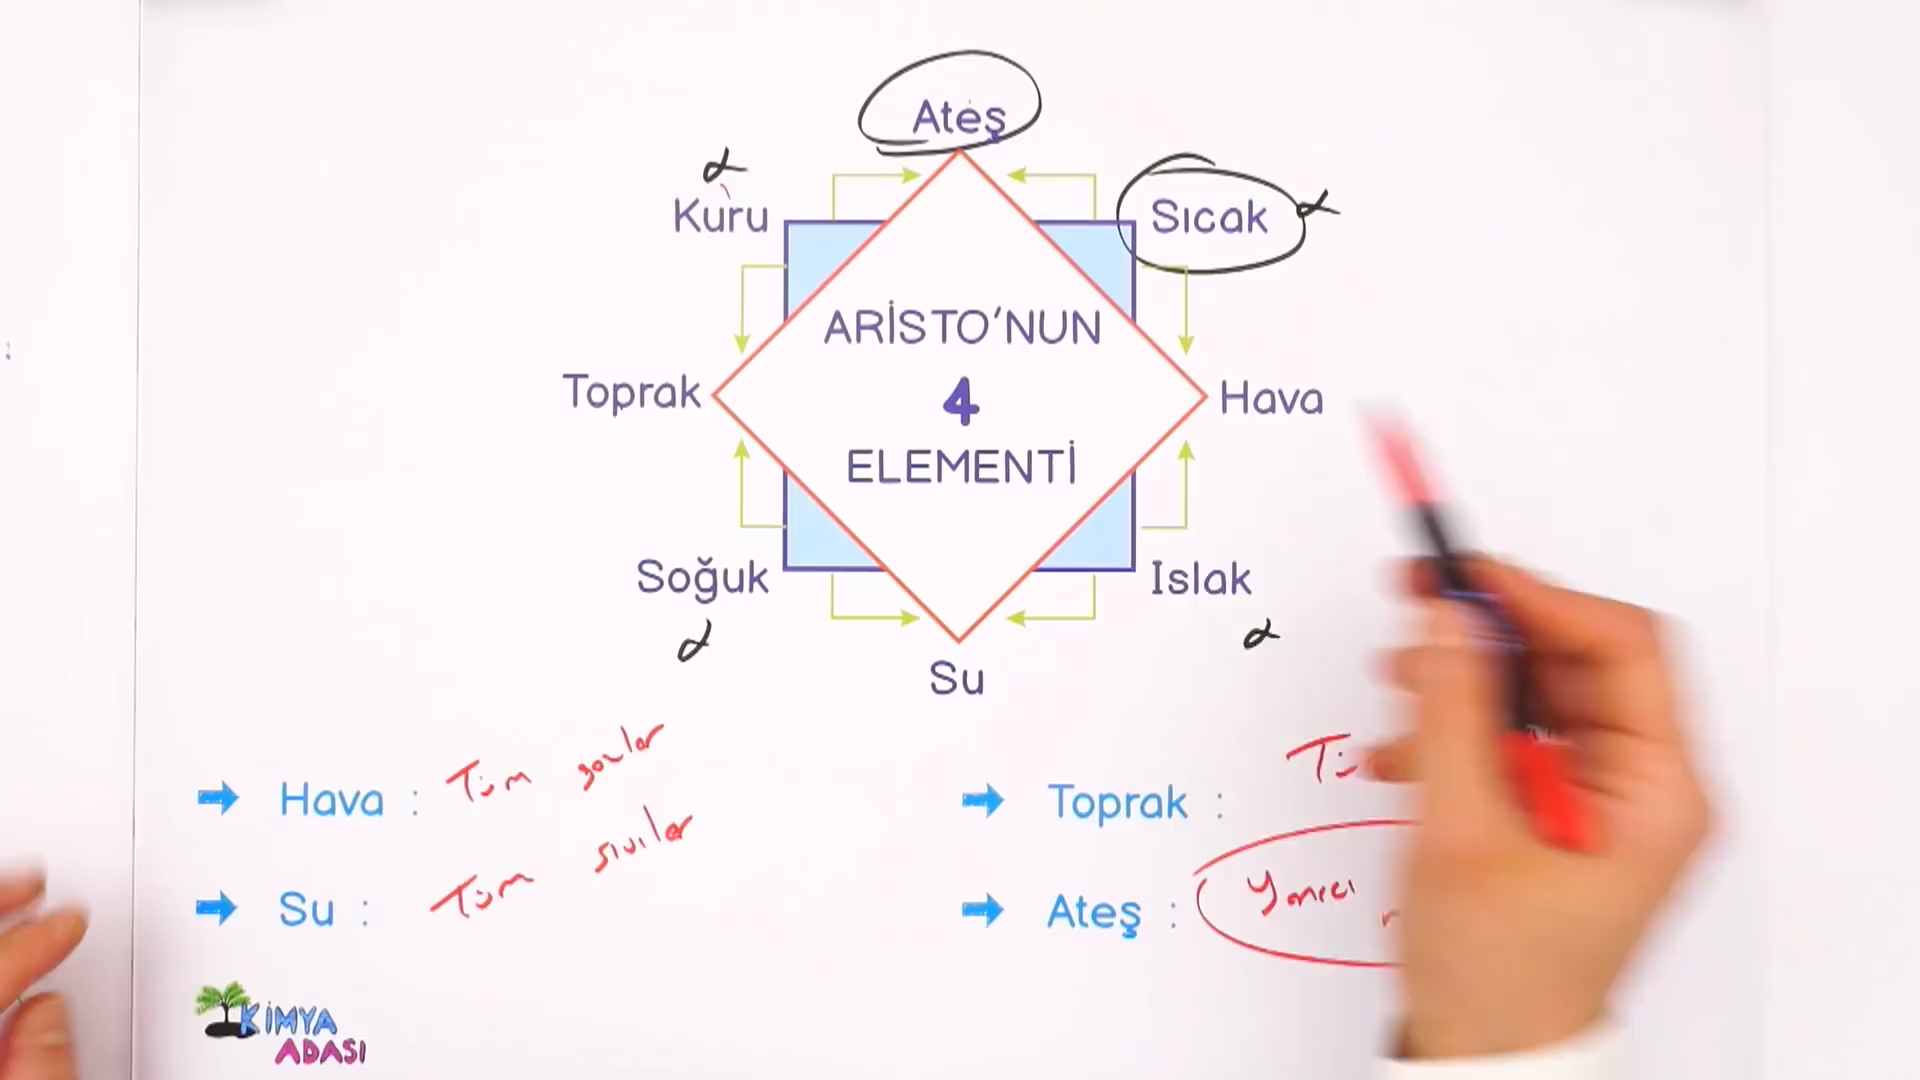 Ateş
Kuru
Sıcak
ARİSTO'NUN
4
ELEMENTİ
Toprak
Hava
Soğuk
Islak
Su
Hava : Tüm gazlar
Toprak :
Su : Tüm sıvılar
Ateş : Yanıcı
KİMYA
ADASI